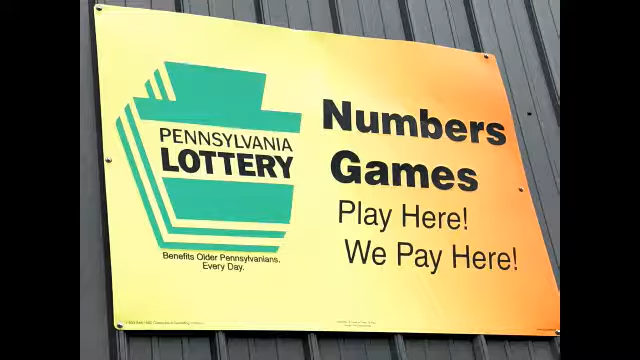 PENNSYLVANIA
LOTTERY
Benefits Older Pennsylvanians.
Every Day.
Numbers
Games
Play Here!
We Pay Here!